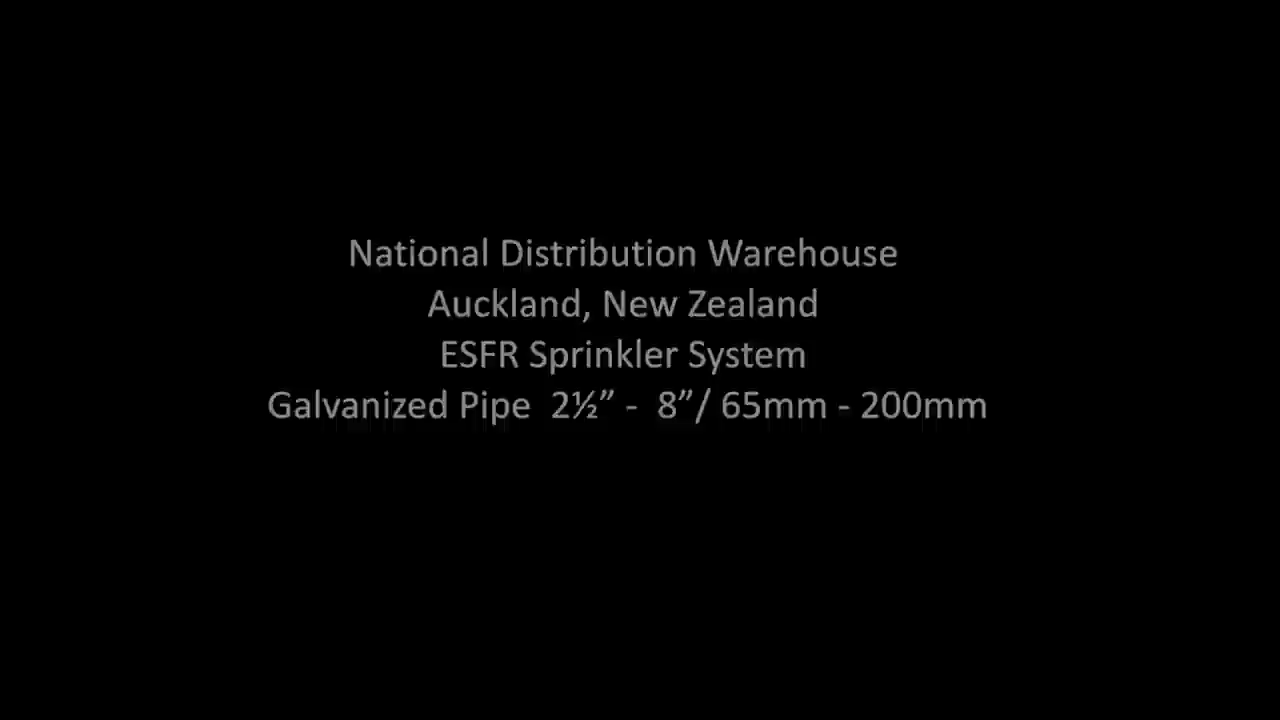 National Distribution Warehouse
Auckland, New Zealand
ESFR Sprinkler System
Galvanized Pipe  2½” -  8”/ 65mm - 200mm